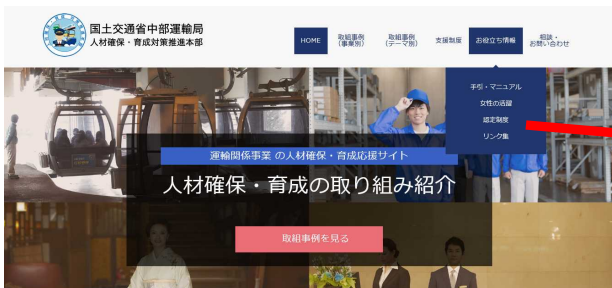 国土交通省中部運輸局
人材確保・育成対策推進本部
HOME
取組事例
(事業別)
取組事例
(テーマ別)
支援制度
お役立ち情報
相談・
お問い合わせ
手引・マニュアル
女性の活躍
認定制度
リンク集
運輸関係事業 の人材確保・育成応援サイト
人材確保・育成の取り組み紹介
取組事例を見る